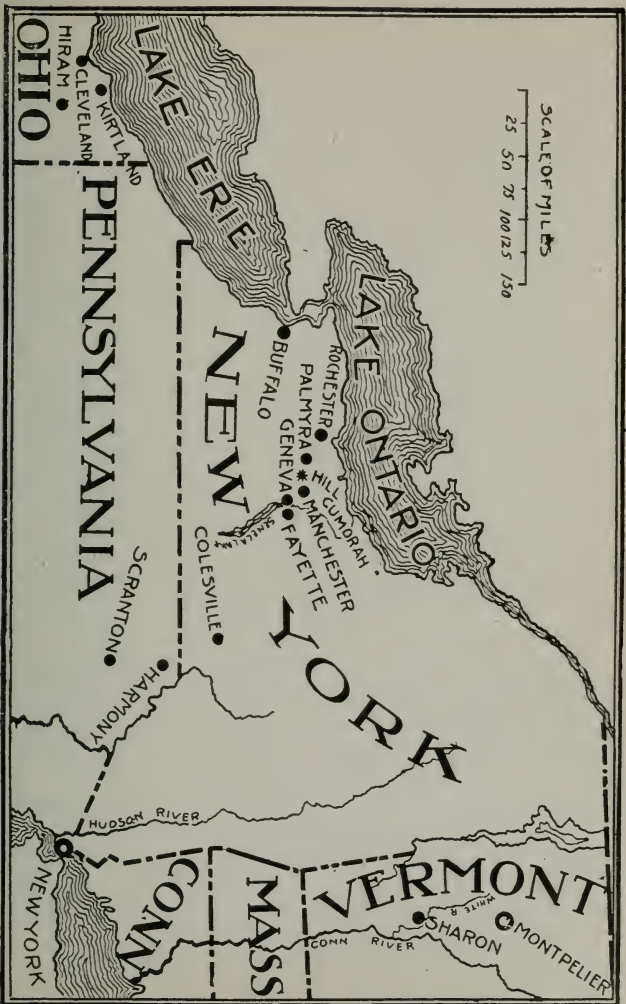 SCALE OF MILES
25 50 75 100 125 150
LAKE ERIE
LAKE ONTARIO
OHIO
HIRAM
CLEVELAND
KIRTLAND
PENNSYLVANIA
NEW YORK
BUFFALO
ROCHESTER
PALMYRA
HILL CUMORAH
MANCHESTER
GENEVA
FAYETTE
SENECA LAKE
COLESVILLE
SCRANTON
HARMONY
HUDSON RIVER
NEW YORK
CONN
MASS
VERMONT
WHITE R
SHARON
MONTPELIER
CONN RIVER